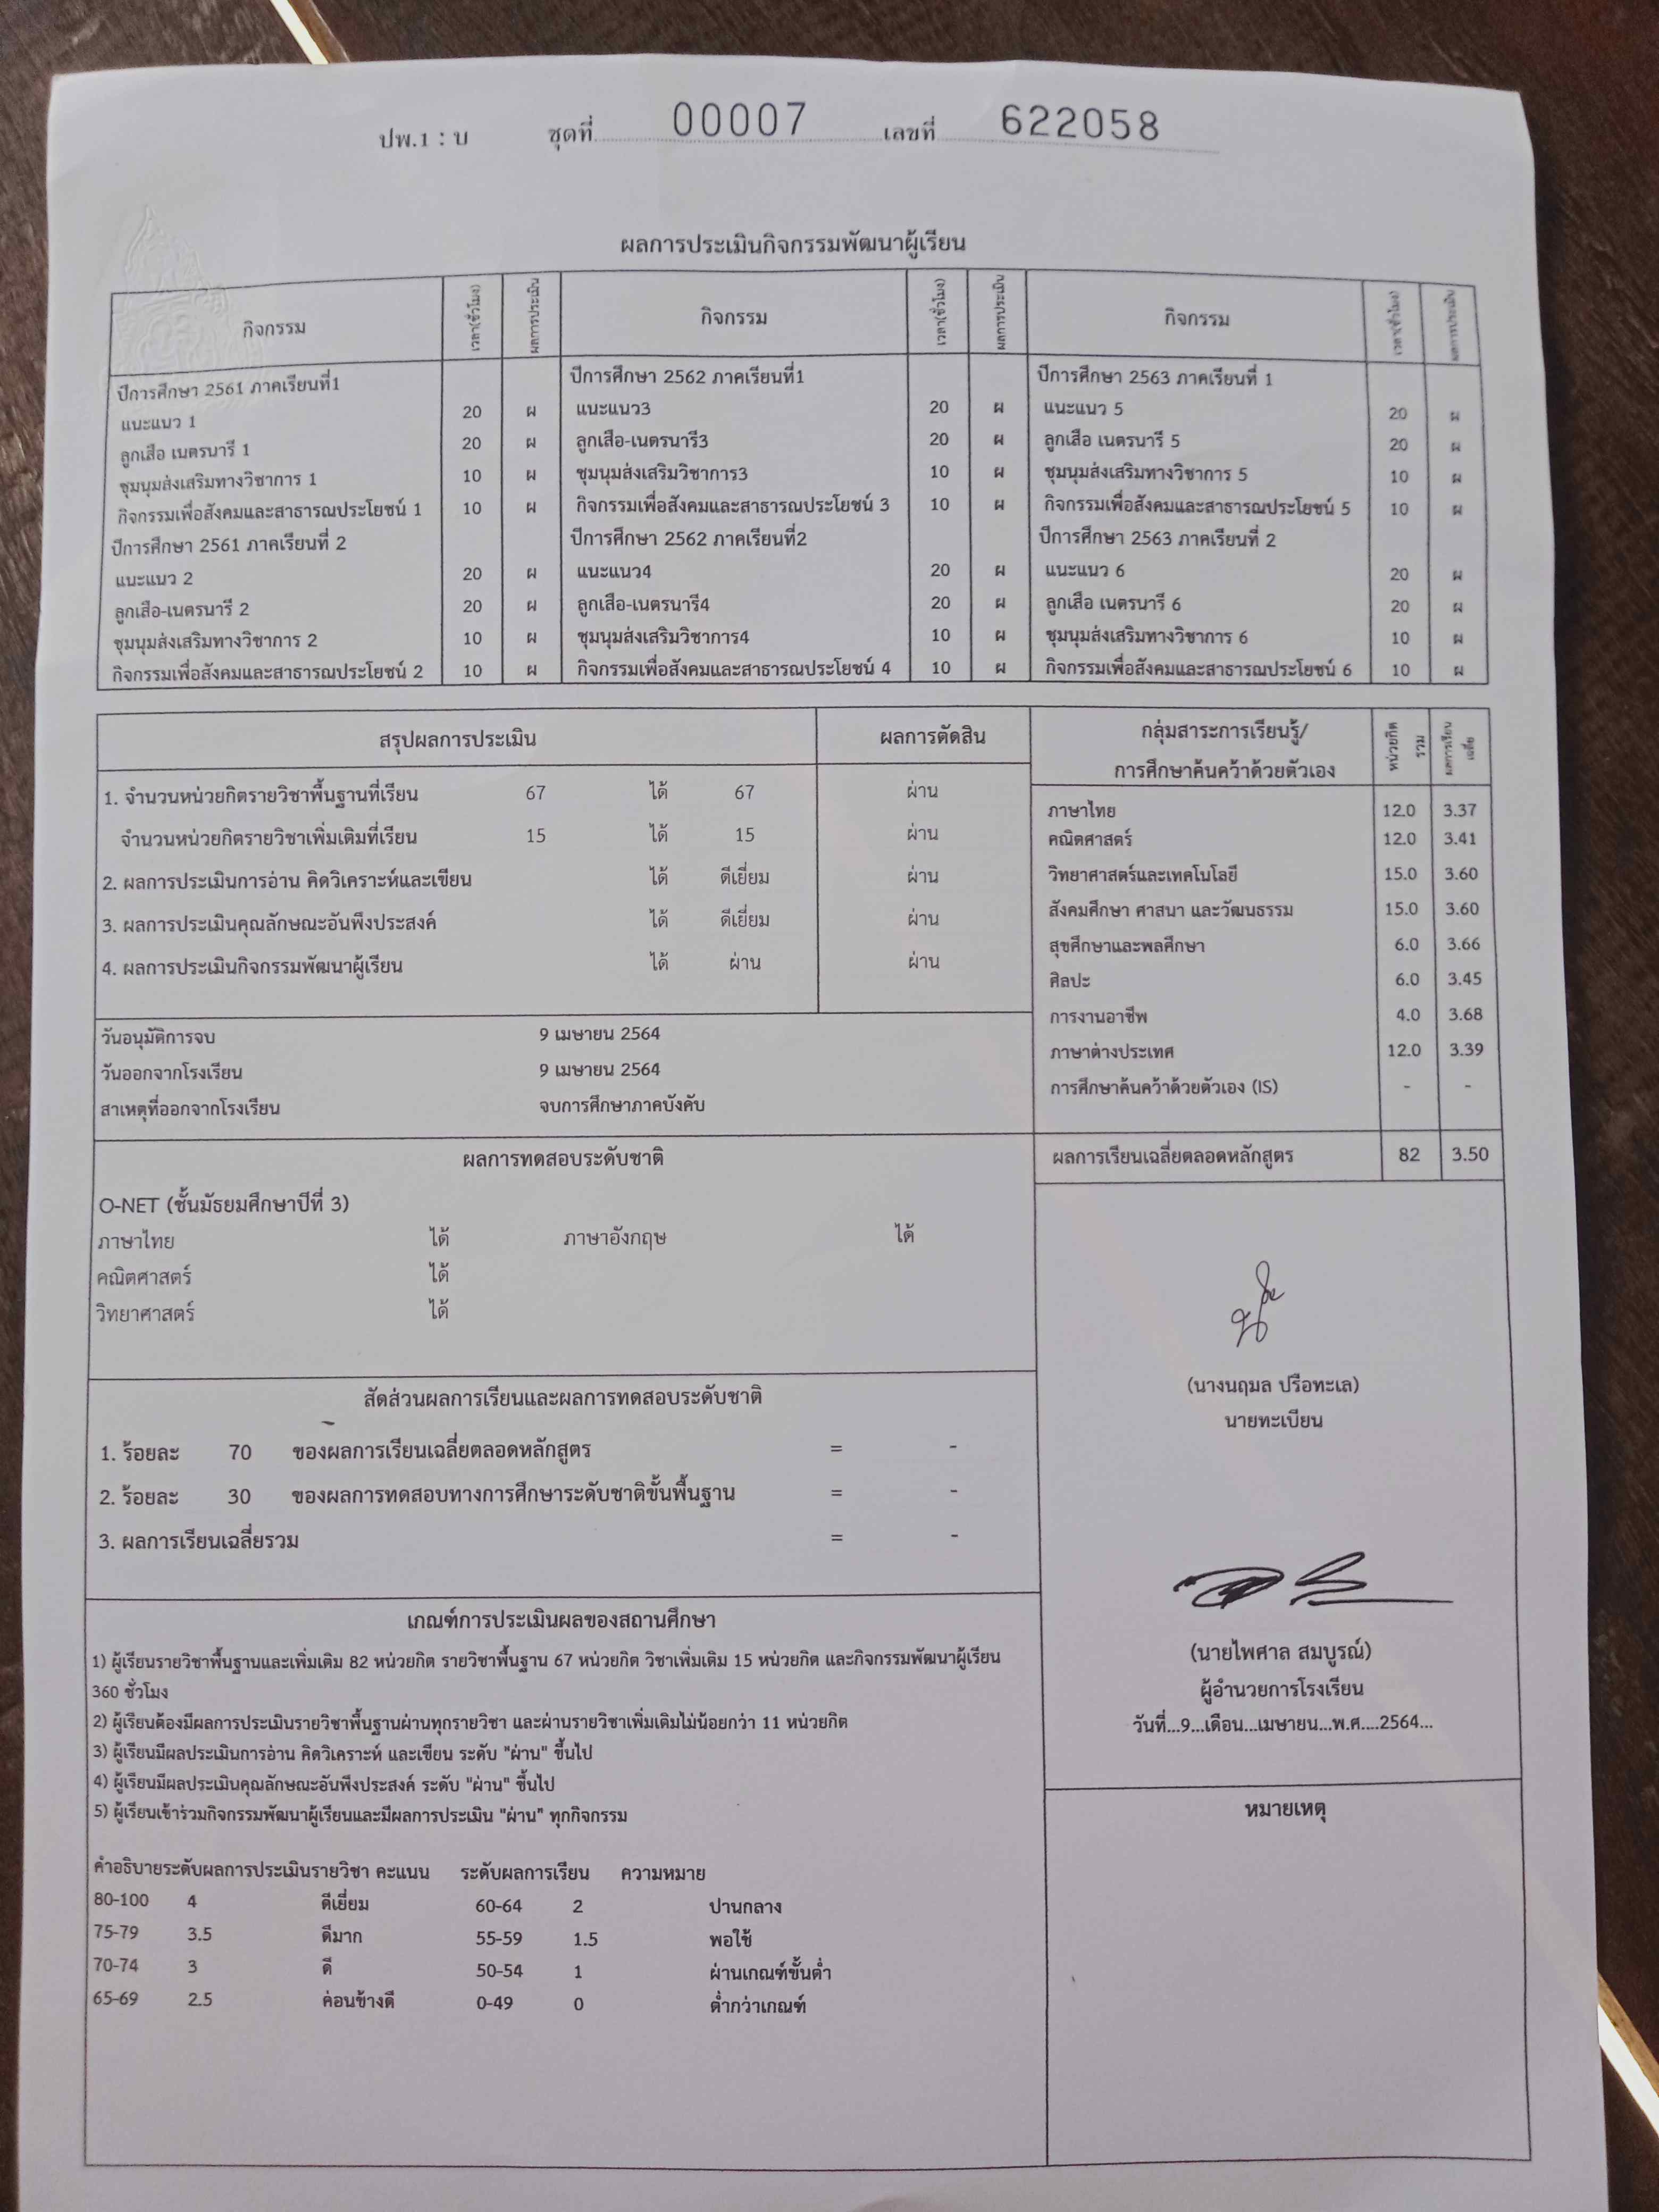 ปพ.1 : บ ชุดที่ 00007 เลขที่ 622058
ผลการประเมินกิจกรรมพัฒนาผู้เรียน
กิจกรรม เวลา(ชั่วโมง) ผลการประเมิน กิจกรรม เวลา(ชั่วโมง) ผลการประเมิน กิจกรรม เวลา(ชั่วโมง) ผลการประเมิน
ปีการศึกษา 2561 ภาคเรียนที่1 ปีการศึกษา 2562 ภาคเรียนที่1 ปีการศึกษา 2563 ภาคเรียนที่ 1
แนะแนว 1 20 ผ แนะแนว3 20 ผ แนะแนว 5 20 ผ
ลูกเสือ เนตรนารี 1 20 ผ ลูกเสือ-เนตรนารี3 20 ผ ลูกเสือ เนตรนารี 5 20 ผ
ชุมนุมส่งเสริมทางวิชาการ 1 10 ผ ชุมนุมส่งเสริมวิชาการ3 10 ผ ชุมนุมส่งเสริมทางวิชาการ 5 10 ผ
กิจกรรมเพื่อสังคมและสาธารณประโยชน์ 1 10 ผ กิจกรรมเพื่อสังคมและสาธารณประโยชน์ 3 10 ผ กิจกรรมเพื่อสังคมและสาธารณประโยชน์ 5 10 ผ
ปีการศึกษา 2561 ภาคเรียนที่ 2 ปีการศึกษา 2562 ภาคเรียนที่2 ปีการศึกษา 2563 ภาคเรียนที่ 2
แนะแนว 2 20 ผ แนะแนว4 20 ผ แนะแนว 6 20 ผ
ลูกเสือ-เนตรนารี 2 20 ผ ลูกเสือ-เนตรนารี4 20 ผ ลูกเสือ เนตรนารี 6 20 ผ
ชุมนุมส่งเสริมทางวิชาการ 2 10 ผ ชุมนุมส่งเสริมวิชาการ4 10 ผ ชุมนุมส่งเสริมทางวิชาการ 6 10 ผ
กิจกรรมเพื่อสังคมและสาธารณประโยชน์ 2 10 ผ กิจกรรมเพื่อสังคมและสาธารณประโยชน์ 4 10 ผ กิจกรรมเพื่อสังคมและสาธารณประโยชน์ 6 10 ผ
สรุปผลการประเมิน ผลการตัดสิน
1. จำนวนหน่วยกิตรายวิชาพื้นฐานที่เรียน 67 ได้ 67 ผ่าน
จำนวนหน่วยกิตรายวิชาเพิ่มเติมที่เรียน 15 ได้ 15 ผ่าน
2. ผลการประเมินการอ่าน คิดวิเคราะห์และเขียน ได้ ดีเยี่ยม ผ่าน
3. ผลการประเมินคุณลักษณะอันพึงประสงค์ ได้ ดีเยี่ยม ผ่าน
4. ผลการประเมินกิจกรรมพัฒนาผู้เรียน ได้ ผ่าน ผ่าน
วันอนุมัติการจบ 9 เมษายน 2564
วันออกจากโรงเรียน 9 เมษายน 2564
สาเหตุที่ออกจากโรงเรียน จบการศึกษาภาคบังคับ
กลุ่มสาระการเรียนรู้/
การศึกษาค้นคว้าด้วยตัวเอง
หน่วยกิตรวม ผลการเรียนเฉลี่ย
ภาษาไทย 12.0 3.37
คณิตศาสตร์ 12.0 3.41
วิทยาศาสตร์และเทคโนโลยี 15.0 3.60
สังคมศึกษา ศาสนา และวัฒนธรรม 15.0 3.60
สุขศึกษาและพลศึกษา 6.0 3.66
ศิลปะ 6.0 3.45
การงานอาชีพ 4.0 3.68
ภาษาต่างประเทศ 12.0 3.39
การศึกษาค้นคว้าด้วยตัวเอง (IS) - -
ผลการเรียนเฉลี่ยตลอดหลักสูตร 82 3.50
ผลการทดสอบระดับชาติ
O-NET (ชั้นมัธยมศึกษาปีที่ 3)
ภาษาไทย ได้ ภาษาอังกฤษ ได้
คณิตศาสตร์ ได้
วิทยาศาสตร์ ได้
สัดส่วนผลการเรียนและผลการทดสอบระดับชาติ
1. ร้อยละ 70 ของผลการเรียนเฉลี่ยตลอดหลักสูตร = -
2. ร้อยละ 30 ของผลการทดสอบทางการศึกษาระดับชาติขั้นพื้นฐาน = -
3. ผลการเรียนเฉลี่ยรวม = -
เกณฑ์การประเมินผลของสถานศึกษา
1) ผู้เรียนรายวิชาพื้นฐานและเพิ่มเติม 82 หน่วยกิต รายวิชาพื้นฐาน 67 หน่วยกิต วิชาเพิ่มเติม 15 หน่วยกิต และกิจกรรมพัฒนาผู้เรียน
360 ชั่วโมง
2) ผู้เรียนต้องมีผลการประเมินรายวิชาพื้นฐานผ่านทุกรายวิชา และผ่านรายวิชาเพิ่มเติมไม่น้อยกว่า 11 หน่วยกิต
3) ผู้เรียนมีผลประเมินการอ่าน คิดวิเคราะห์ และเขียน ระดับ "ผ่าน" ขึ้นไป
4) ผู้เรียนมีผลประเมินคุณลักษณะอันพึงประสงค์ ระดับ "ผ่าน" ขึ้นไป
5) ผู้เรียนเข้าร่วมกิจกรรมพัฒนาผู้เรียนและมีผลการประเมิน "ผ่าน" ทุกกิจกรรม
คำอธิบายระดับผลการประเมินรายวิชา คะแนน ระดับผลการเรียน ความหมาย
80-100 4 ดีเยี่ยม 60-64 2 ปานกลาง
75-79 3.5 ดีมาก 55-59 1.5 พอใช้
70-74 3 ดี 50-54 1 ผ่านเกณฑ์ขั้นต่ำ
65-69 2.5 ค่อนข้างดี 0-49 0 ต่ำกว่าเกณฑ์
(นางนฤมล ปรือทะเล)
นายทะเบียน
(นายไพศาล สมบูรณ์)
ผู้อำนวยการโรงเรียน
วันที่...9...เดือน...เมษายน...พ.ศ....2564...
หมายเหตุ